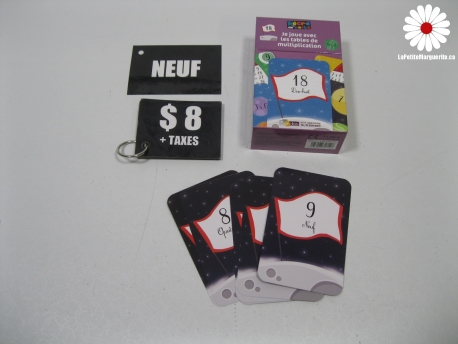 LaPetiteMarguerite.ca
NEUF
$ 8
+ TAXES
Je joue avec
les tables de
multiplication
18
Dix-huit
8
9
Neuf